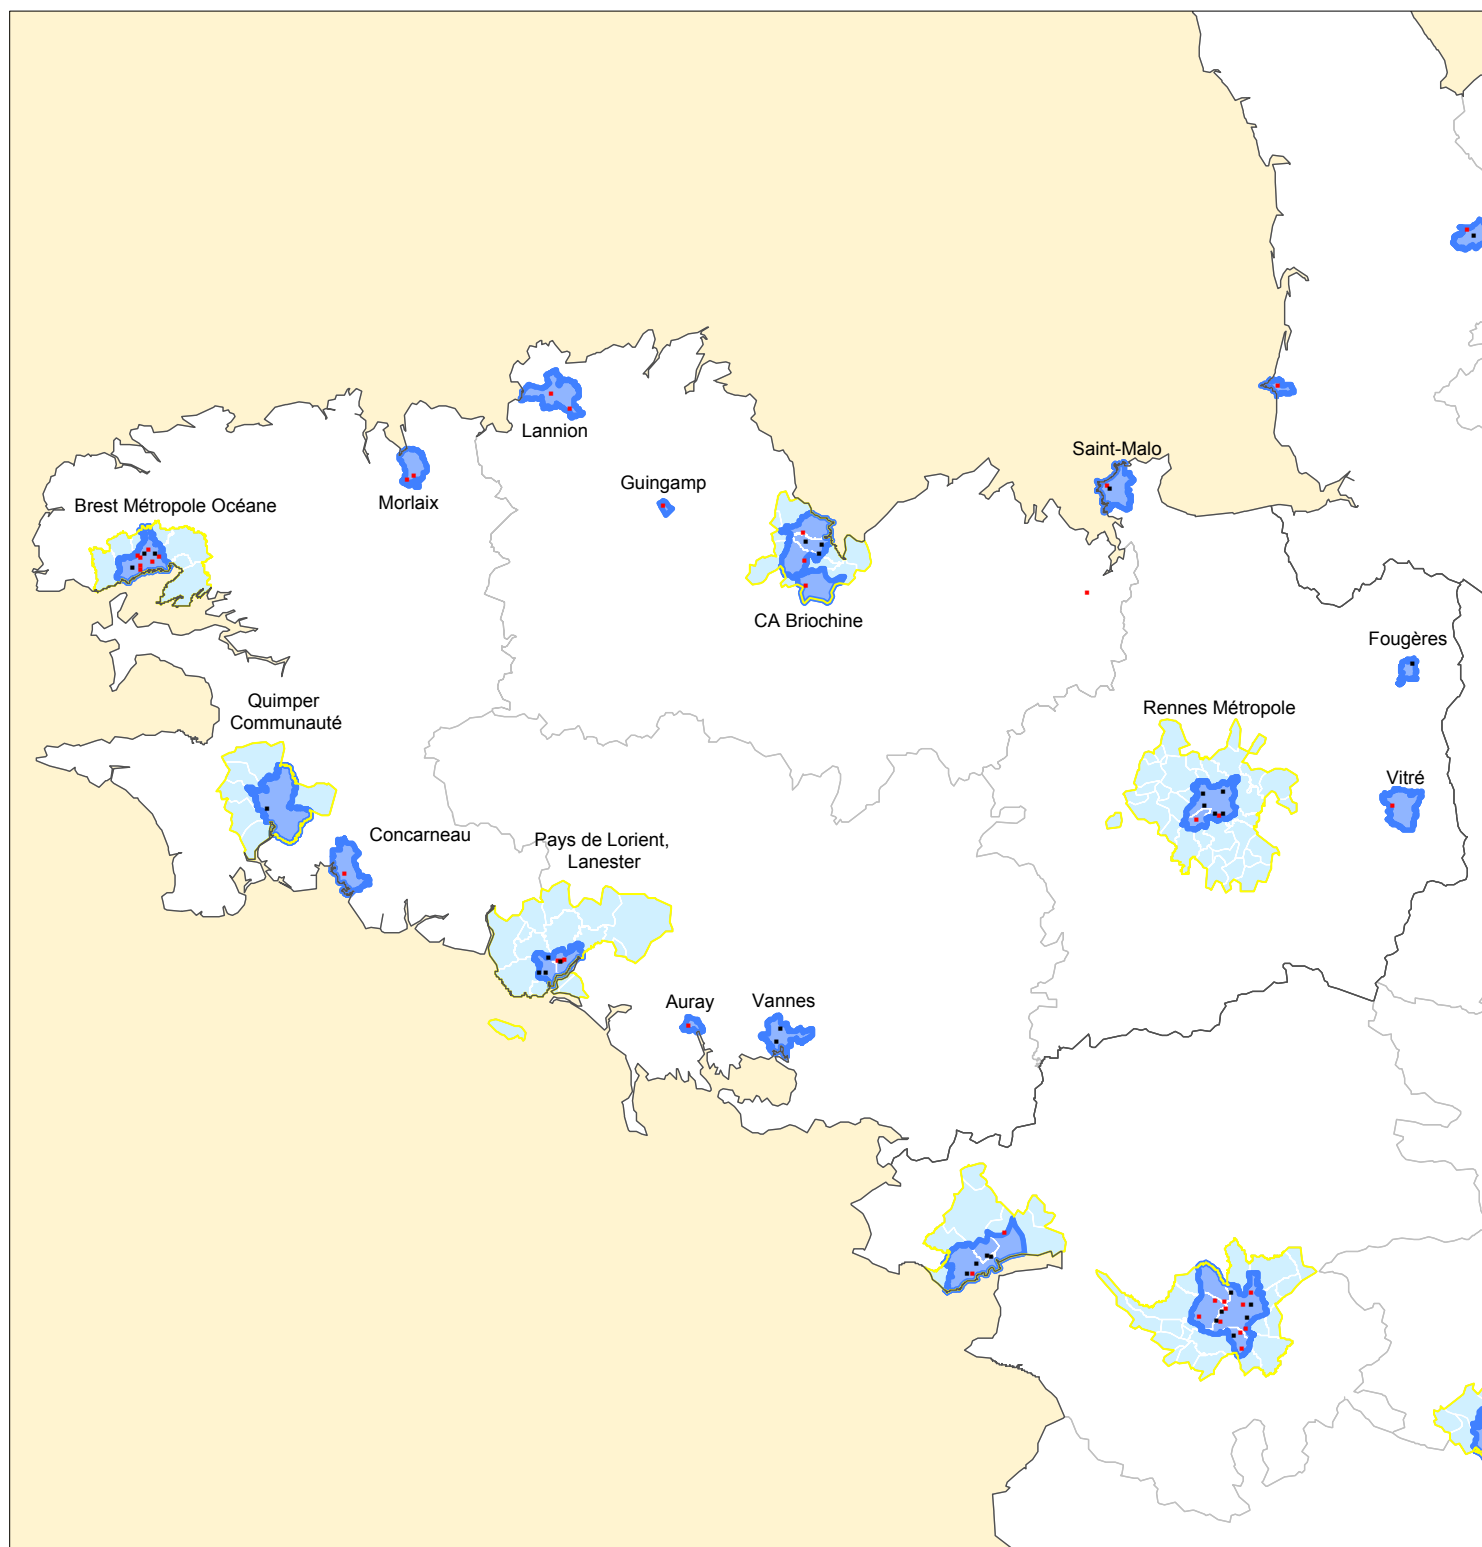 Lannion
Saint-Malo
Guingamp
Morlaix
Brest Métropole Océane
CA Briochine
Fougères
Quimper
Communauté
Rennes Métropole
Vitré
Concarneau
Pays de Lorient,
Lanester
Auray
Vannes